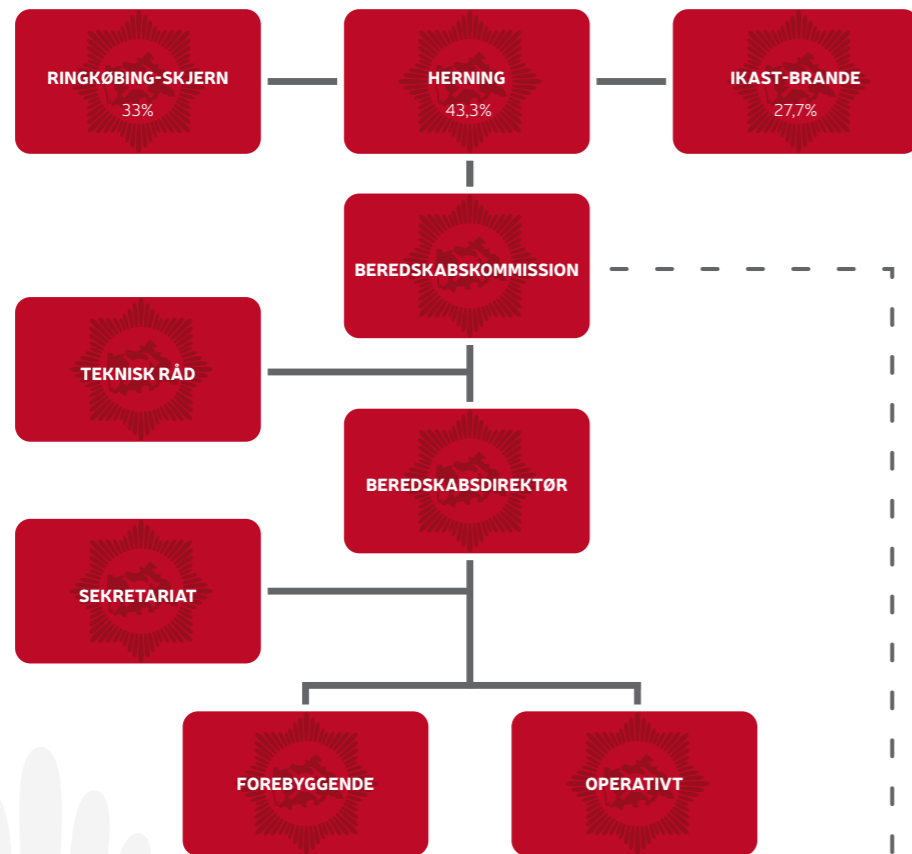 RINGKØBING-SKJERN
33%
HERNING
43,3%
IKAST-BRANDE
27,7%
BEREDSKABSKOMMISSION
TEKNISK RÅD
BEREDSKABSDIREKTØR
SEKRETARIAT
FOREBYGGENDE
OPERATIVT